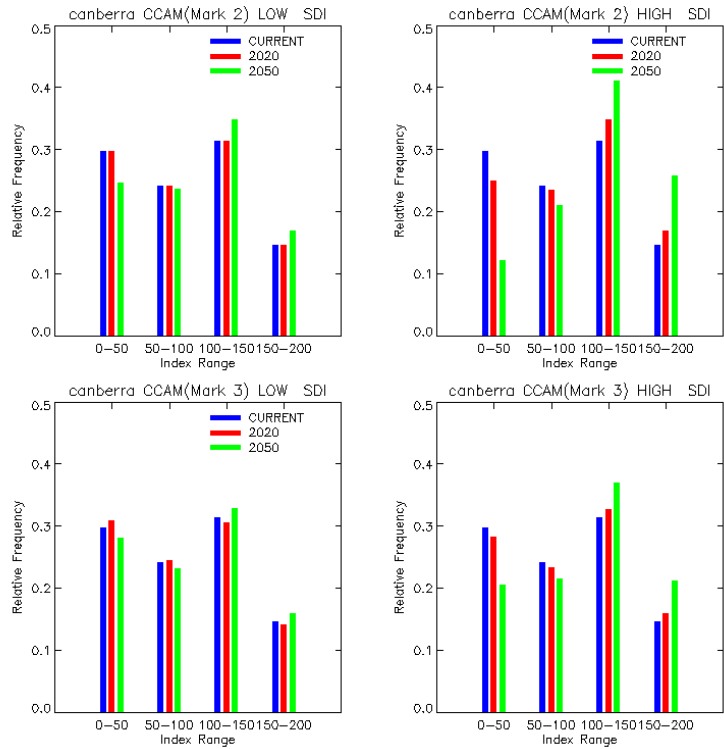 canberra CCAM(Mark 2) LOW SDI
0.5
CURRENT
2020
2050
0.4
0.3
0.2
0.1
0.0
Relative Frequency
0-50 50-100 100-150 150-200
Index Range
canberra CCAM(Mark 2) HIGH SDI
0.5
CURRENT
2020
2050
0.4
0.3
0.2
0.1
0.0
Relative Frequency
0-50 50-100 100-150 150-200
Index Range
canberra CCAM(Mark 3) LOW SDI
0.5
CURRENT
2020
2050
0.4
0.3
0.2
0.1
0.0
Relative Frequency
0-50 50-100 100-150 150-200
Index Range
canberra CCAM(Mark 3) HIGH SDI
0.5
0.4
0.3
0.2
0.1
0.0
Relative Frequency
0-50 50-100 100-150 150-200
Index Range